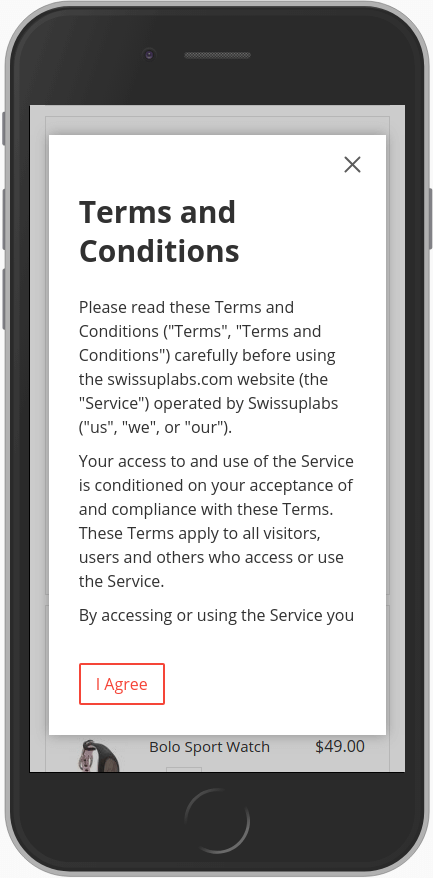 Terms and
Conditions
Please read these Terms and
Conditions ("Terms", "Terms and
Conditions") carefully before using
the swissuplabs.com website (the
"Service") operated by Swissuplabs
("us", "we", or "our").
Your access to and use of the Service
is conditioned on your acceptance of
and compliance with these Terms.
These Terms apply to all visitors,
users and others who access or use
the Service.
By accessing or using the Service you
I Agree
Bolo Sport Watch $49.00